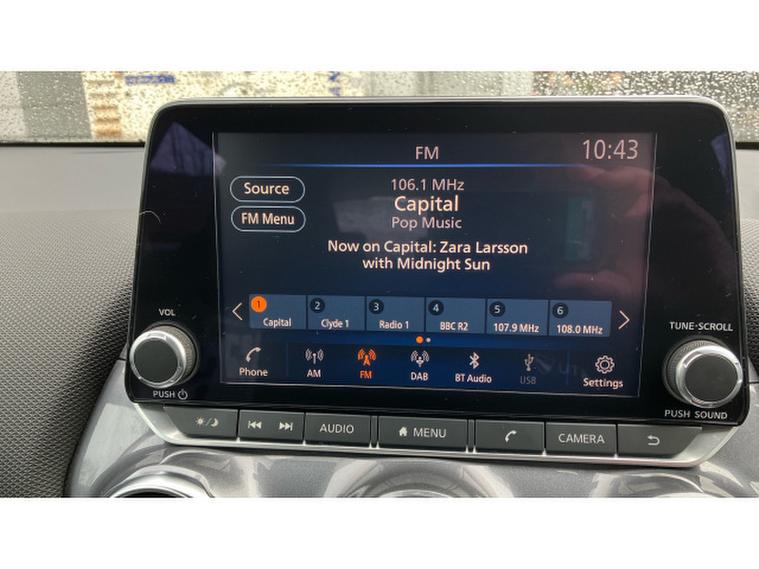 FM
10:43
Source
106.1 MHz
Capital
FM Menu
Pop Music
Now on Capital: Zara Larsson
with Midnight Sun
1
Capital
2
Clyde 1
3
Radio 1
4
BBC R2
5
107.9 MHz
6
108.0 MHz
Phone
AM
FM
DAB
BT Audio
USB
Settings
VOL
PUSH
TUNE·SCROLL
PUSH SOUND
AUDIO
MENU
CAMERA